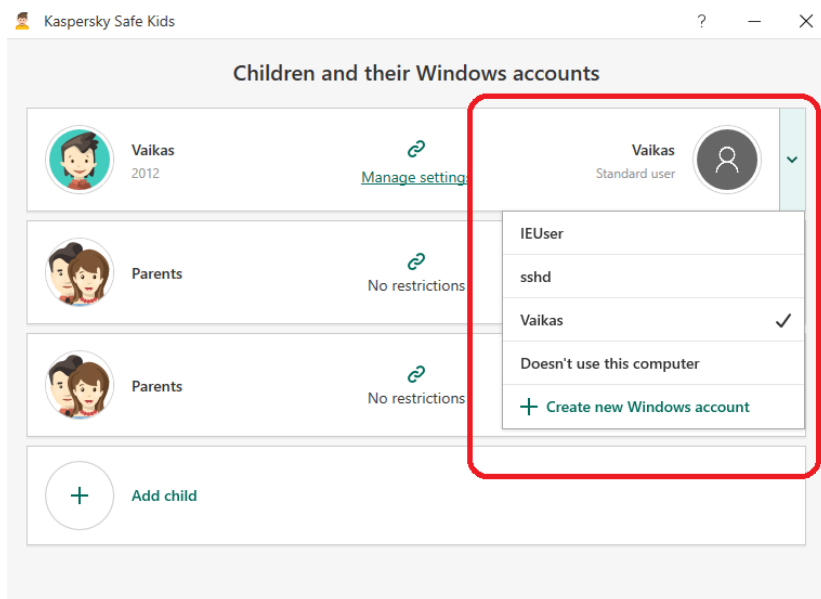 Kaspersky Safe Kids
Children and their Windows accounts
Vaikas
2012
Manage settings
Vaikas
Standard user
IEUser
sshd
Vaikas
Doesn't use this computer
Create new Windows account
Parents
No restrictions
Parents
No restrictions
Add child